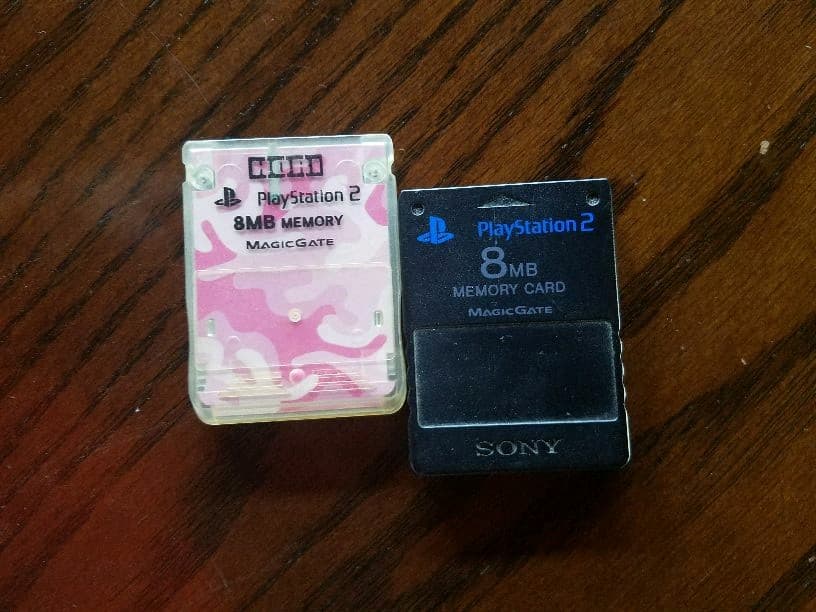 HORI
PlayStation 2
8MB MEMORY
MAGICGATE
PlayStation 2
8MB
MEMORY CARD
MAGICGATE
SONY